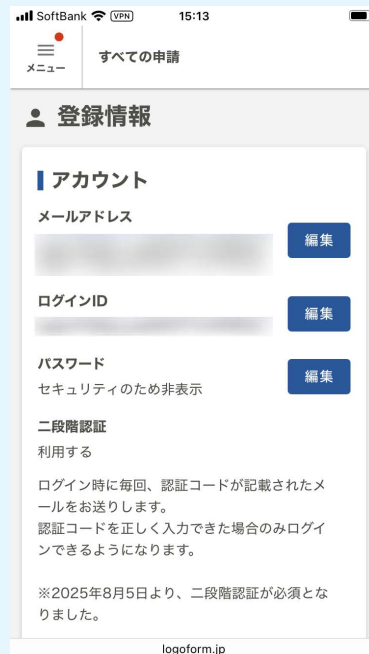 SoftBank VPN 15:13
メニュー
すべての申請
登録情報
アカウント
メールアドレス
編集
ログインID
編集
パスワード
セキュリティのため非表示
編集
二段階認証
利用する
ログイン時に毎回、認証コードが記載されたメ
ールをお送りします。
認証コードを正しく入力できた場合のみログイ
ンできるようになります。
※2025年8月5日より、二段階認証が必須とな
りました。
logoform.jp